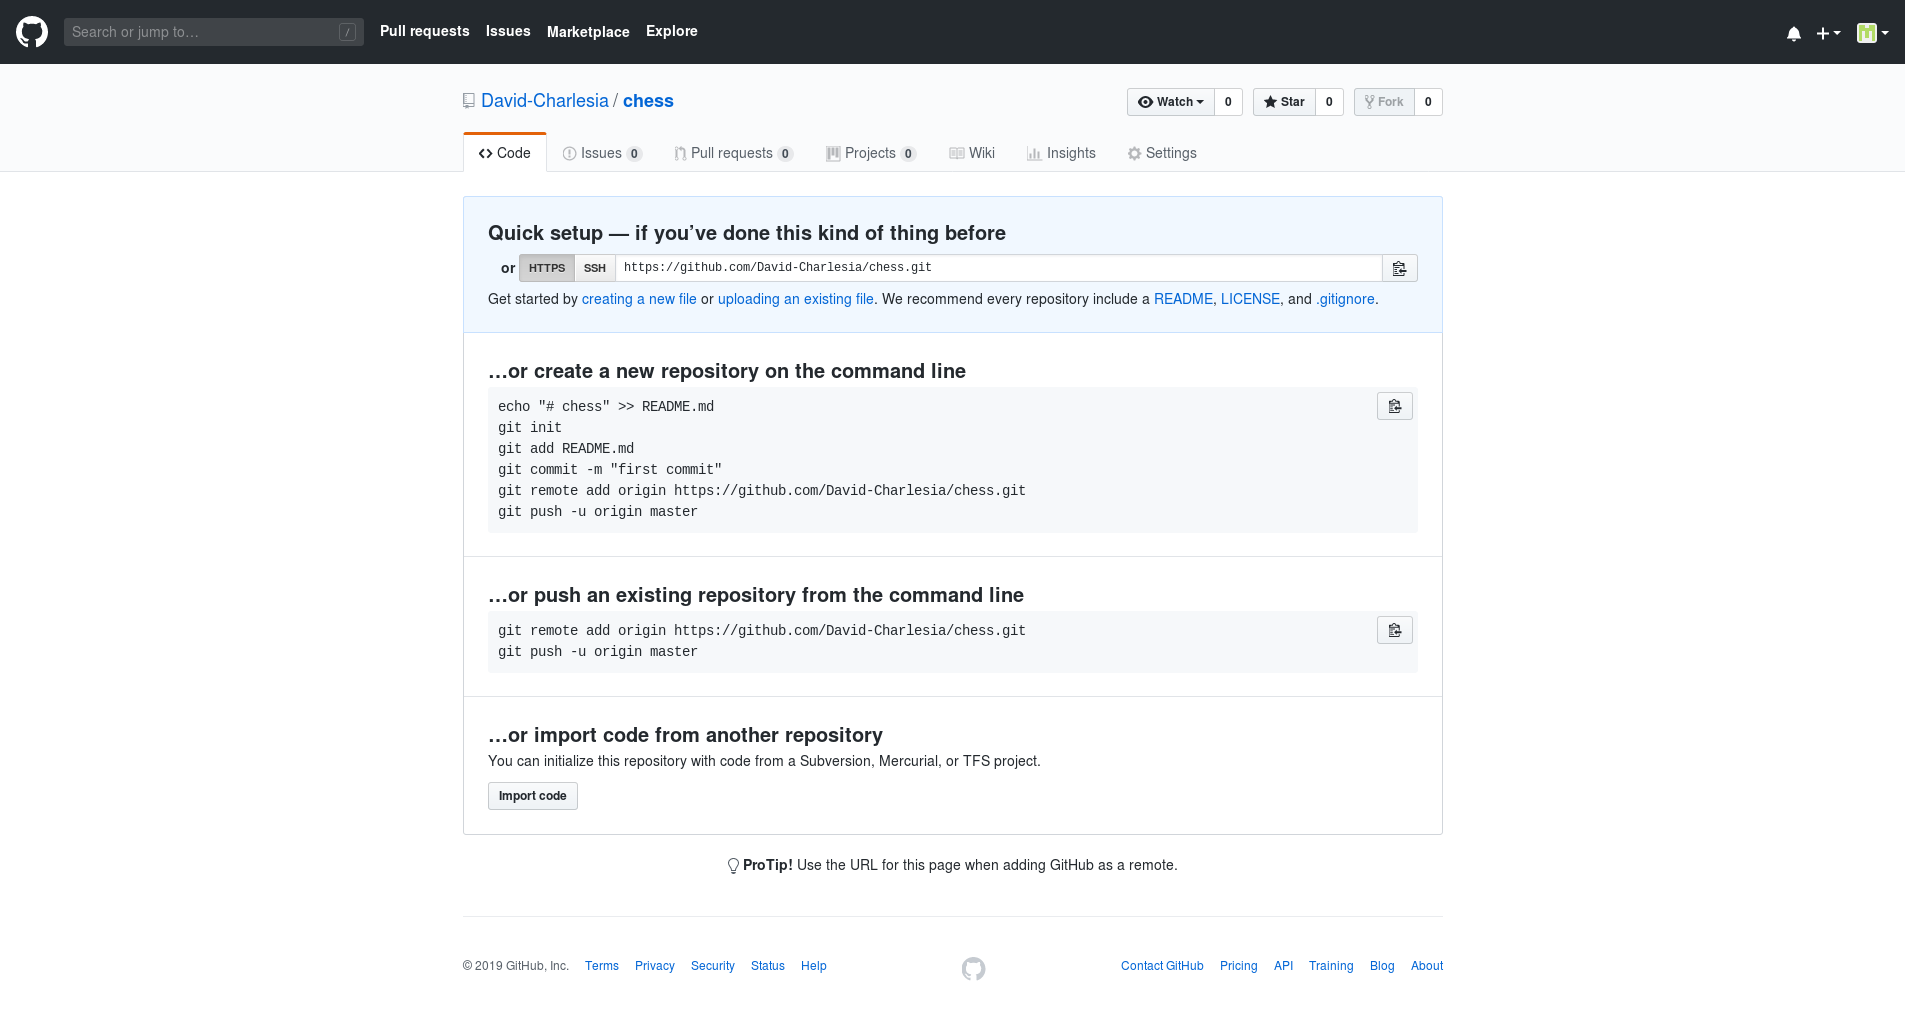 Search or jump to… /
Pull requests Issues Marketplace Explore
David-Charlesia / chess
Watch 0 Star 0 Fork 0
Code Issues 0 Pull requests 0 Projects 0 Wiki Insights Settings
Quick setup — if you’ve done this kind of thing before
or HTTPS SSH https://github.com/David-Charlesia/chess.git
Get started by creating a new file or uploading an existing file. We recommend every repository include a README, LICENSE, and .gitignore.
…or create a new repository on the command line
echo "# chess" >> README.md
git init
git add README.md
git commit -m "first commit"
git remote add origin https://github.com/David-Charlesia/chess.git
git push -u origin master
…or push an existing repository from the command line
git remote add origin https://github.com/David-Charlesia/chess.git
git push -u origin master
…or import code from another repository
You can initialize this repository with code from a Subversion, Mercurial, or TFS project.
Import code
ProTip! Use the URL for this page when adding GitHub as a remote.
© 2019 GitHub, Inc. Terms Privacy Security Status Help Contact GitHub Pricing API Training Blog About